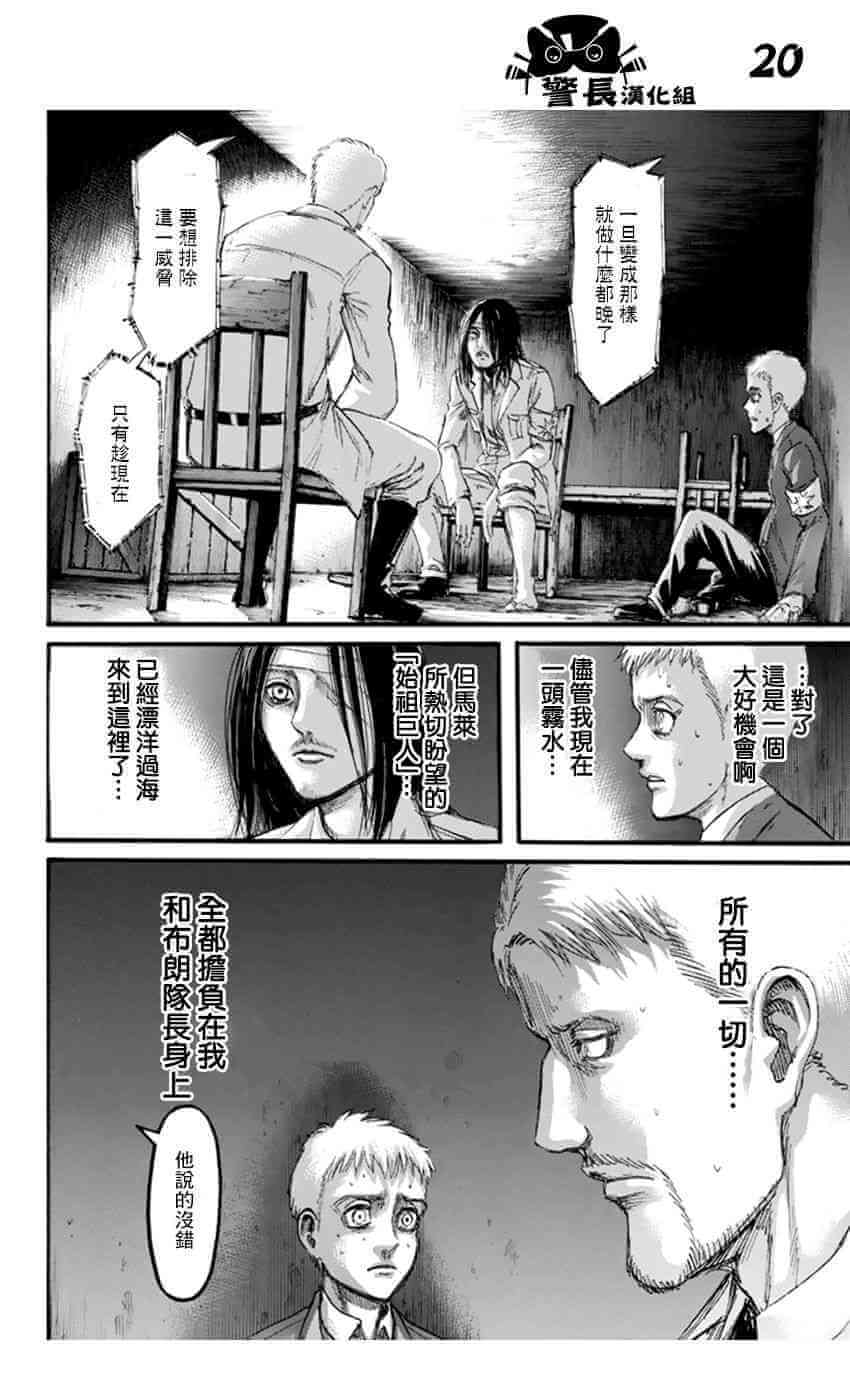 警長漢化組
20
一旦變成那樣
就做什麼都晚了
要想排除
這一威脅
只有趁現在
…對了
這是一個
大好機會啊
儘管我現在
一頭霧水…
但馬萊
所熱切盼望的
「始祖巨人」…
已經漂洋過海
來到這裡了…
所有的一切……
全都擔負在我
和布朗隊長身上
他說的沒錯